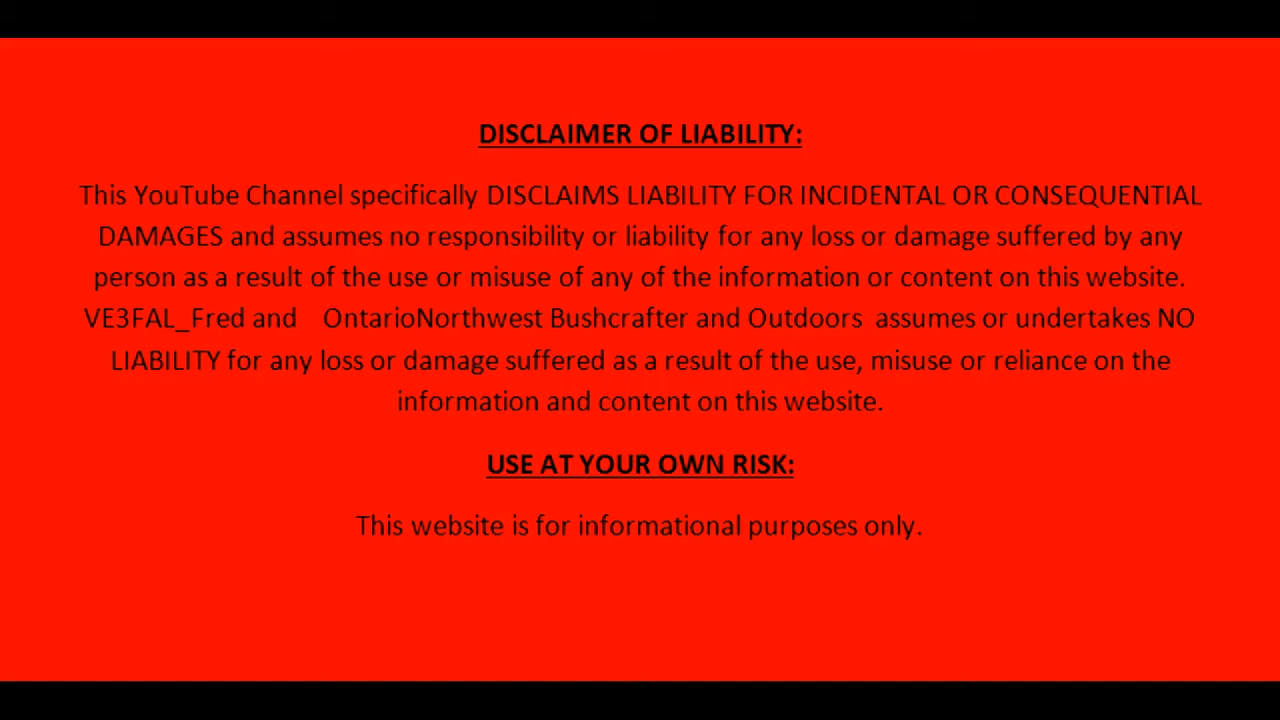 DISCLAIMER OF LIABILITY:
This YouTube Channel specifically DISCLAIMS LIABILITY FOR INCIDENTAL OR CONSEQUENTIAL
DAMAGES and assumes no responsibility or liability for any loss or damage suffered by any
person as a result of the use or misuse of any of the information or content on this website.
VE3FAL_Fred and OntarioNorthwest Bushcrafter and Outdoors assumes or undertakes NO
LIABILITY for any loss or damage suffered as a result of the use, misuse or reliance on the
information and content on this website.
USE AT YOUR OWN RISK:
This website is for informational purposes only.